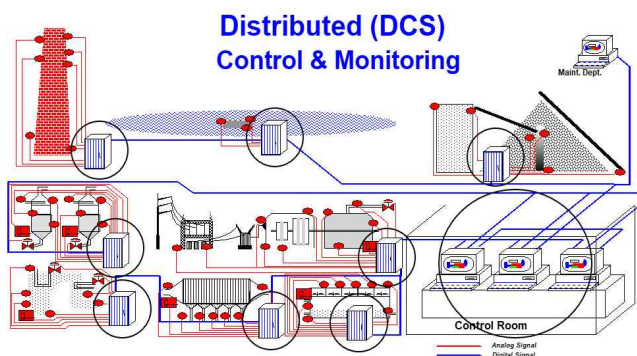 Distributed (DCS)
Control & Monitoring
Maint. Dept.
Control Room
Analog Signal
Digital Signal